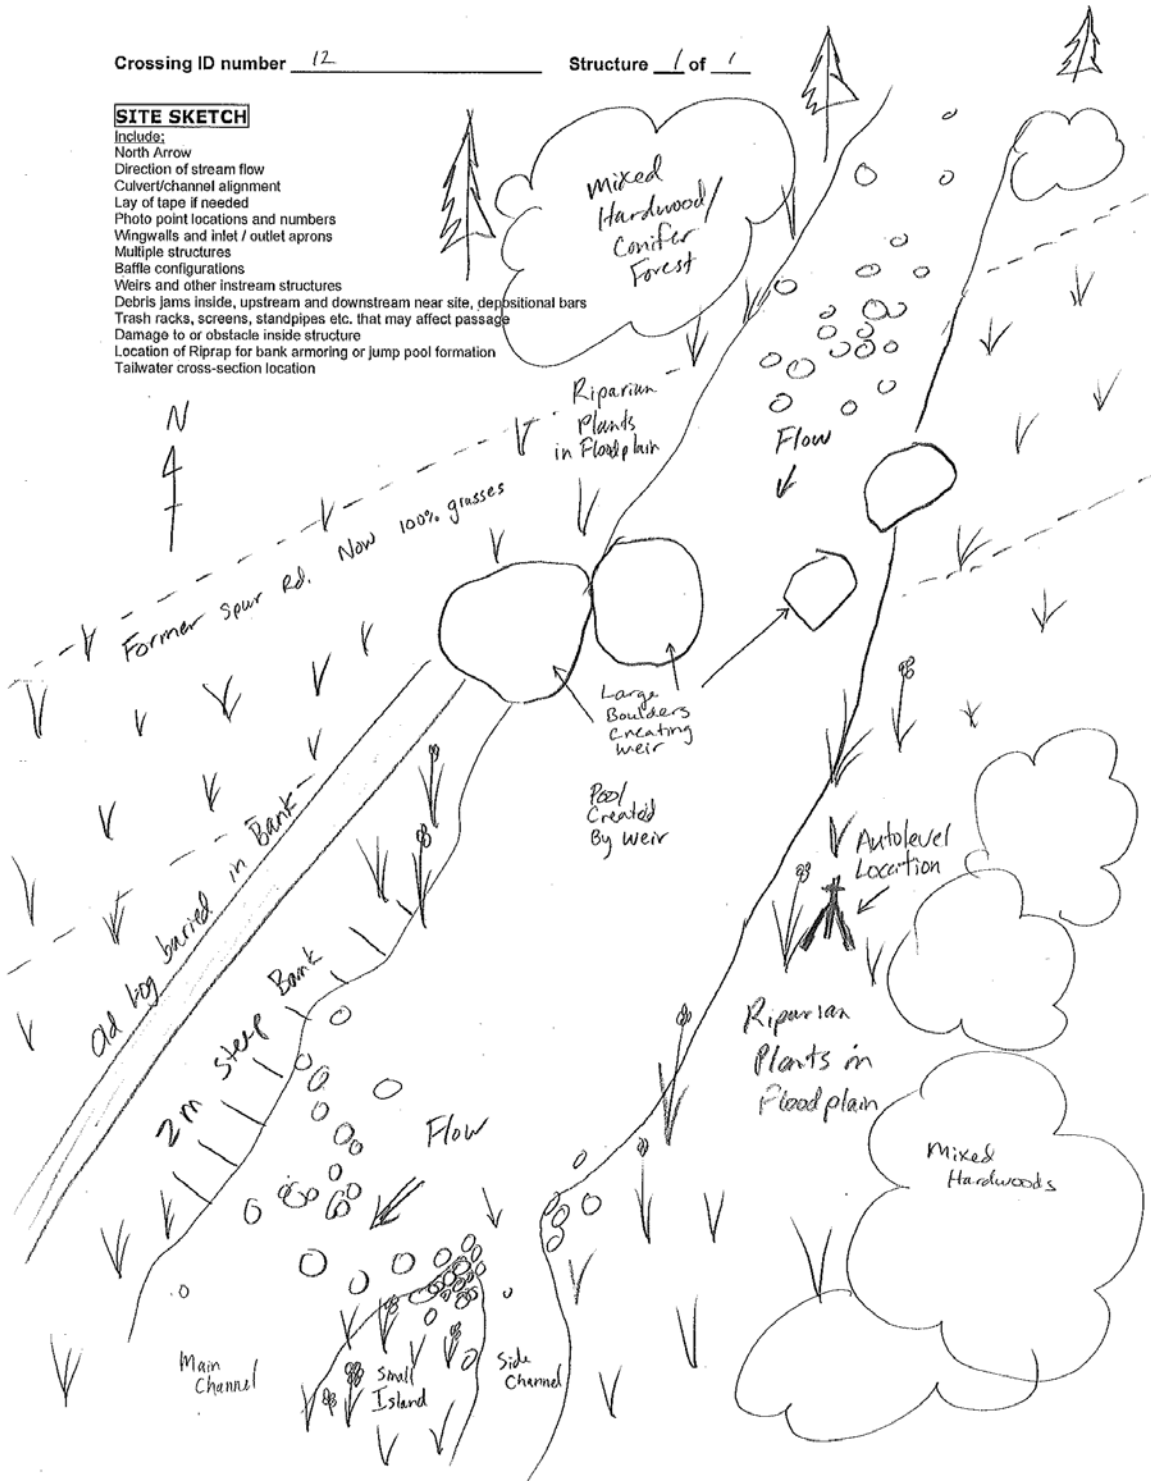 Crossing ID number 12 Structure 1 of 1
SITE SKETCH
Include:
North Arrow
Direction of stream flow
Culvert/channel alignment
Lay of tape if needed
Photo point locations and numbers
Wingwalls and inlet / outlet aprons
Multiple structures
Baffle configurations
Weirs and other instream structures
Debris jams inside, upstream and downstream near site, depositional bars
Trash racks, screens, standpipes etc. that may affect passage
Damage to or obstacle inside structure
Location of Riprap for bank armoring or jump pool formation
Tailwater cross-section location
Mixed
Hardwood/
Conifer
Forest
N
Riparian
Plants
in Floodplain
Flow
Former Spur Rd. Now 100% grasses
Large
Boulders
Creating
Weir
Pool
Created
By Weir
Autolevel
Location
Old Log buried in Bank
2m Steep Bank
Riparian
Plants in
Floodplain
Flow
Mixed
Hardwoods
Main
Channel
Small
Island
Side
Channel